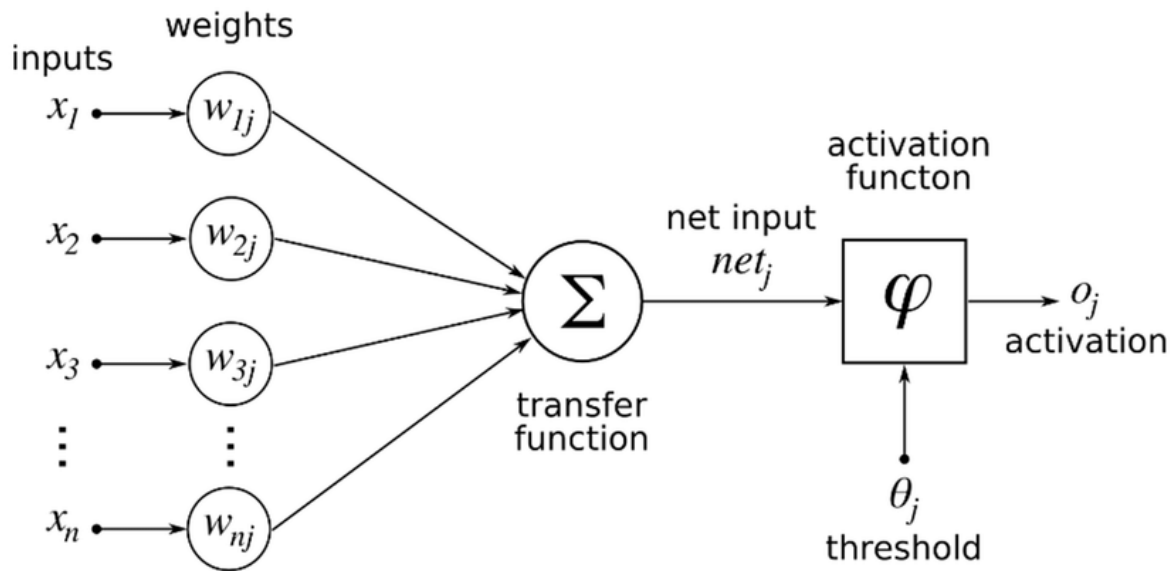 weights
inputs
x1
w1j
x2
w2j
x3
w3j
⋮
⋮
xn
wnj
Σ
transfer
function
net input
netj
activation
functon
φ
oj
activation
θj
threshold